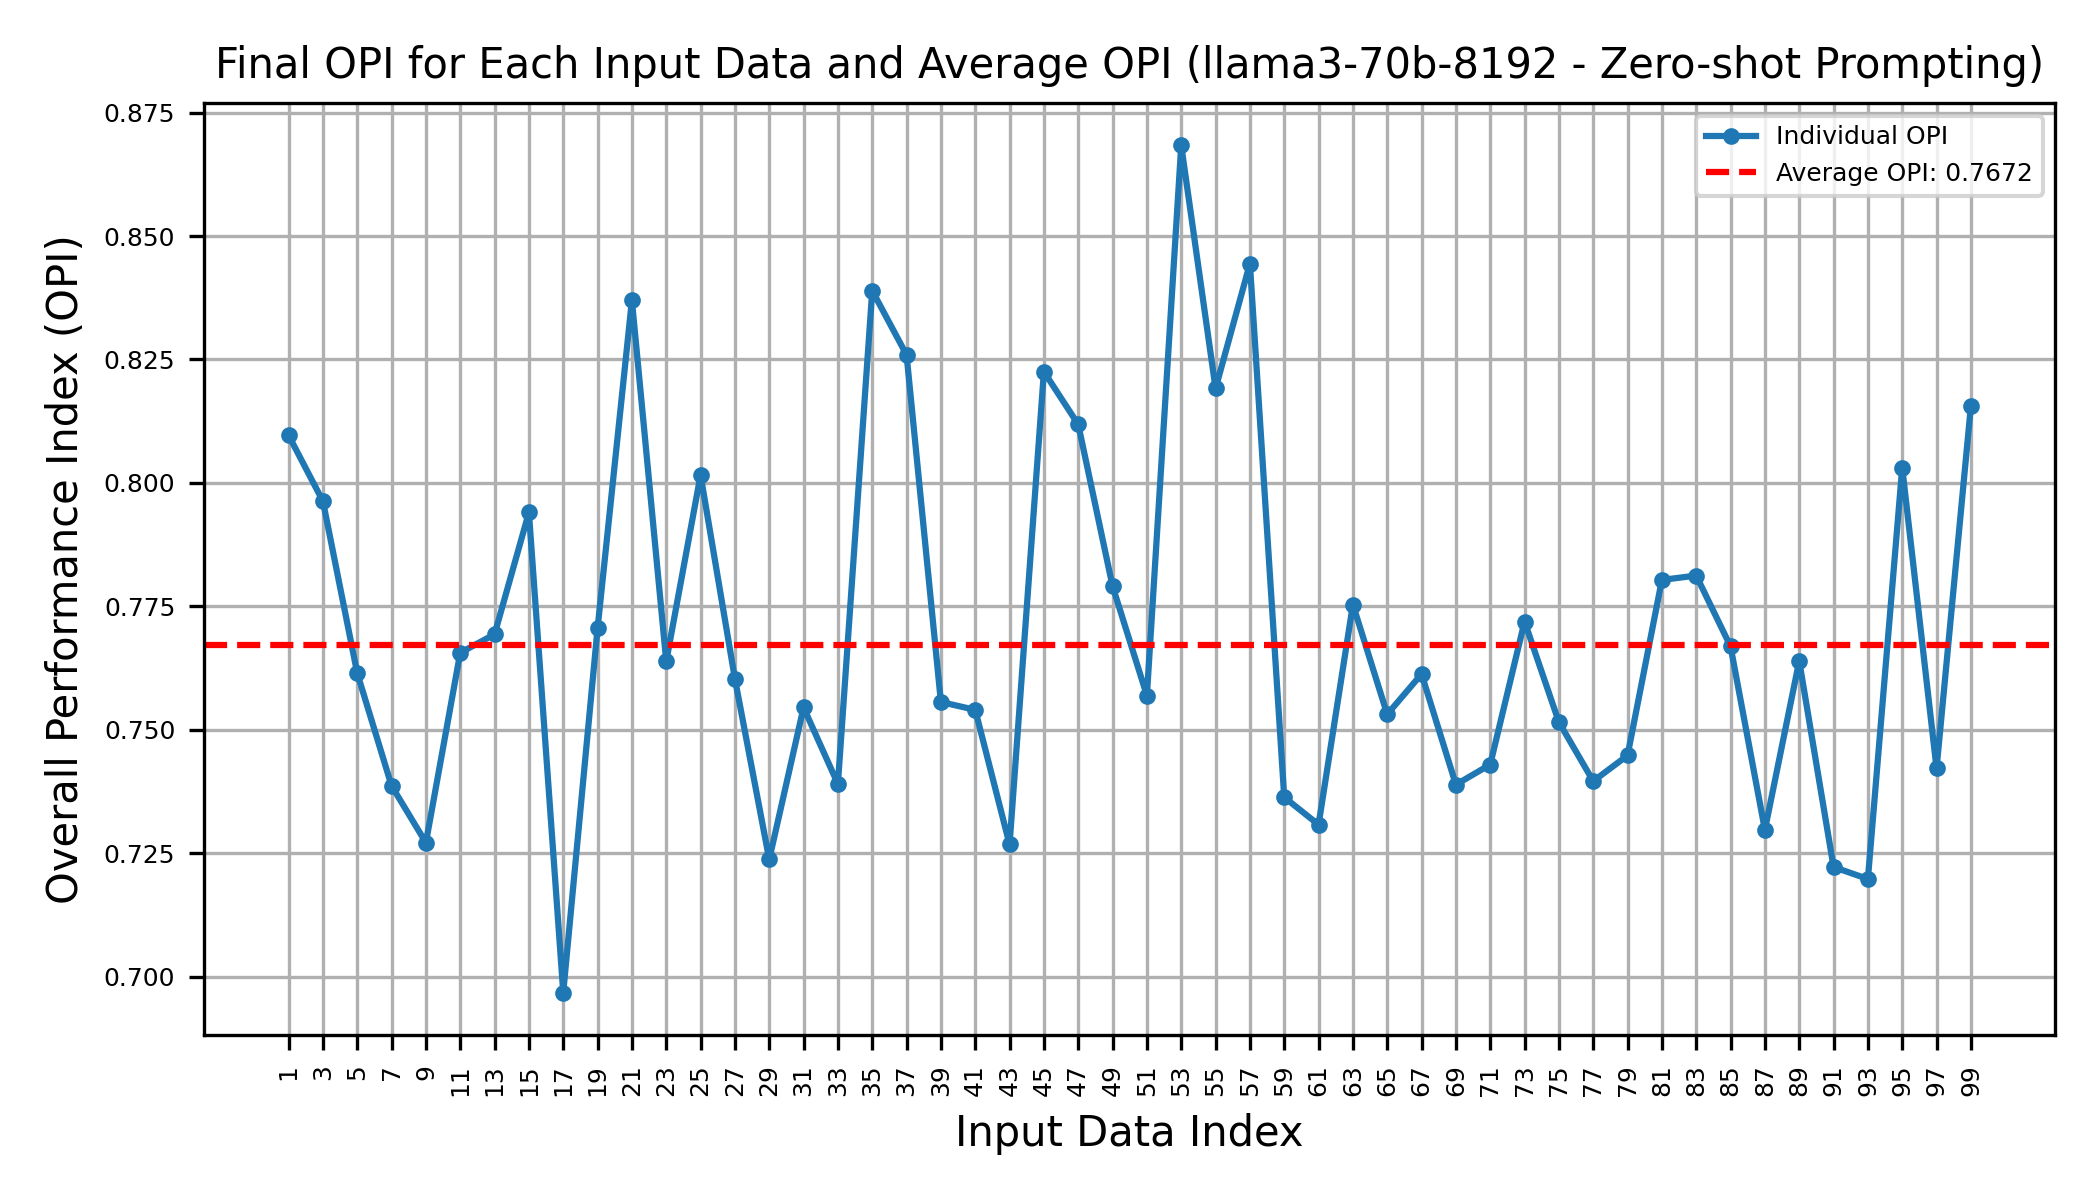 Final OPI for Each Input Data and Average OPI (llama3-70b-8192 - Zero-shot Prompting)
Individual OPI
Average OPI: 0.7672
Overall Performance Index (OPI)
0.875
0.850
0.825
0.800
0.775
0.750
0.725
0.700
1 3 5 7 9 11 13 15 17 19 21 23 25 27 29 31 33 35 37 39 41 43 45 47 49 51 53 55 57 59 61 63 65 67 69 71 73 75 77 79 81 83 85 87 89 91 93 95 97 99
Input Data Index